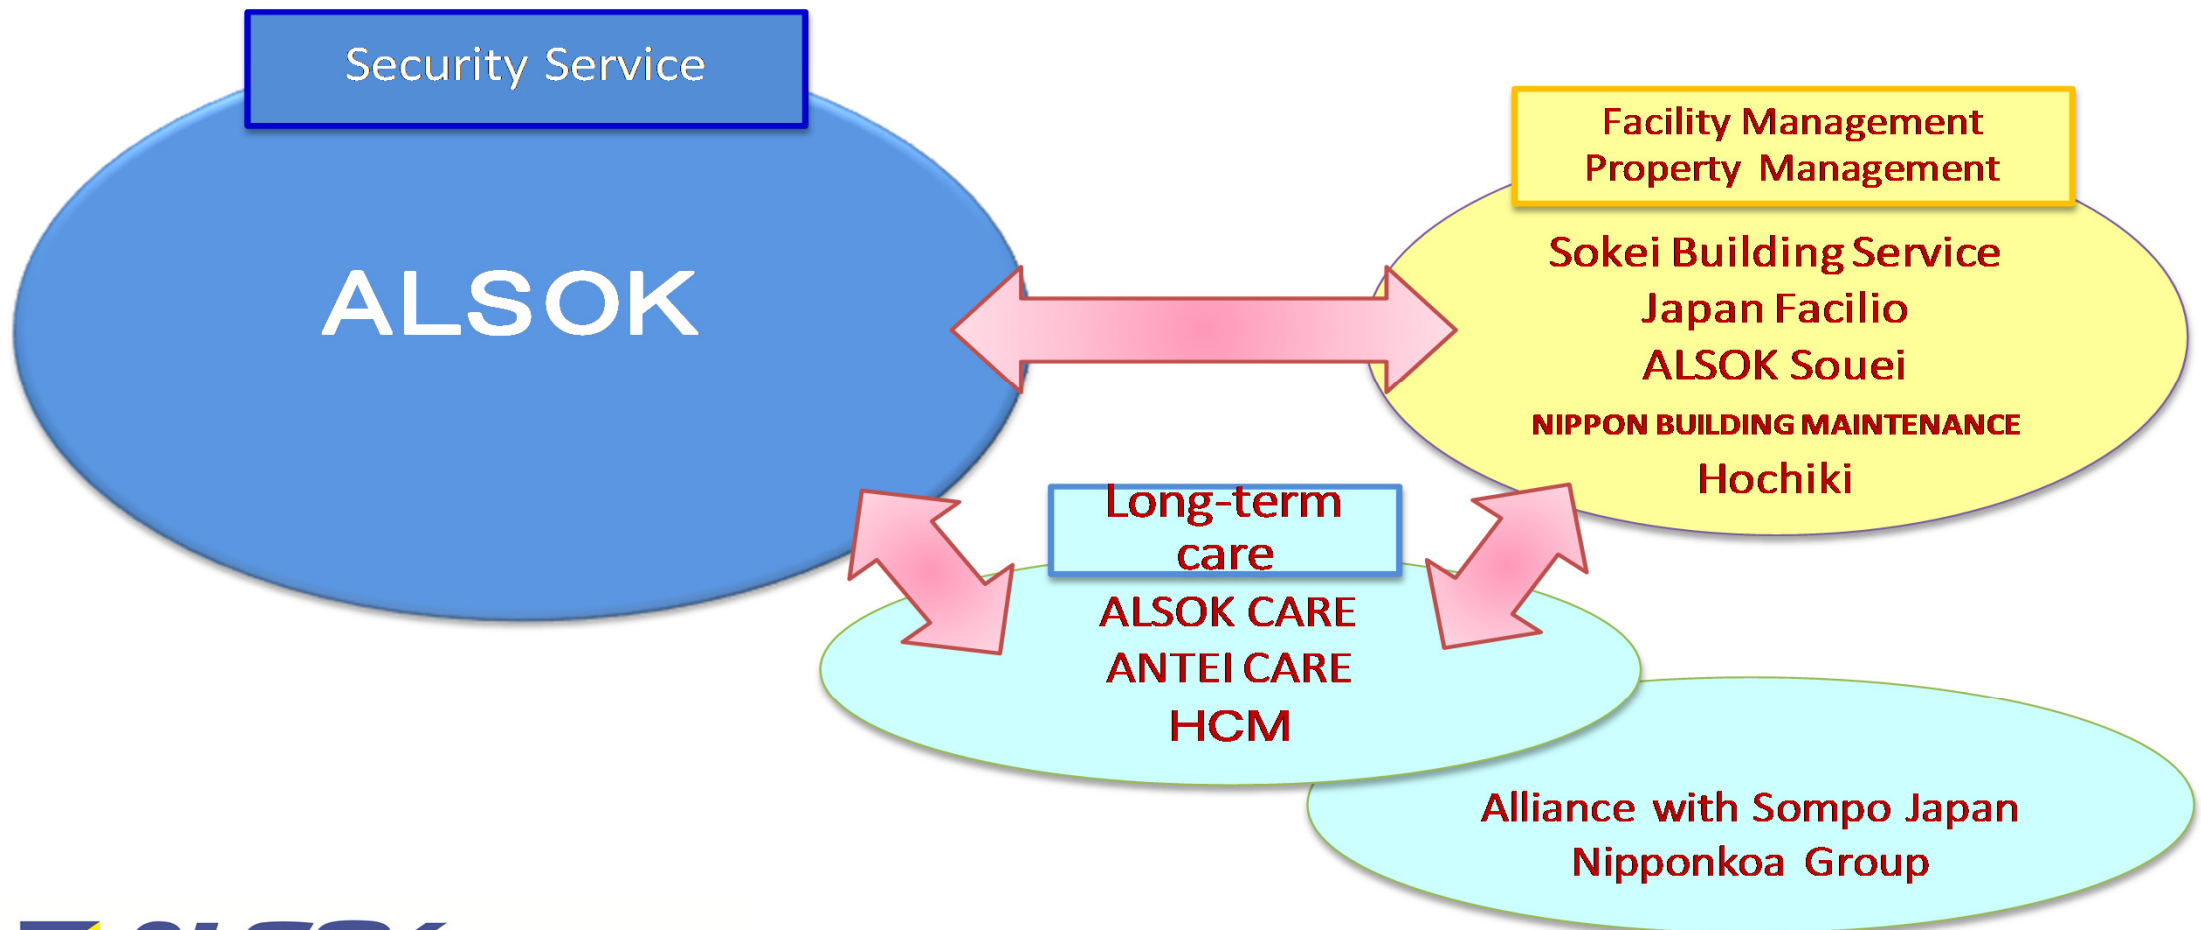 Security Service
ALSOK
Facility Management
Property Management
Sokei Building Service
Japan Facilio
ALSOK Souei
NIPPON BUILDING MAINTENANCE
Hochiki
Long-term
care
ALSOK CARE
ANTEI CARE
HCM
Alliance with Sompo Japan
Nipponkoa Group
ALSOK